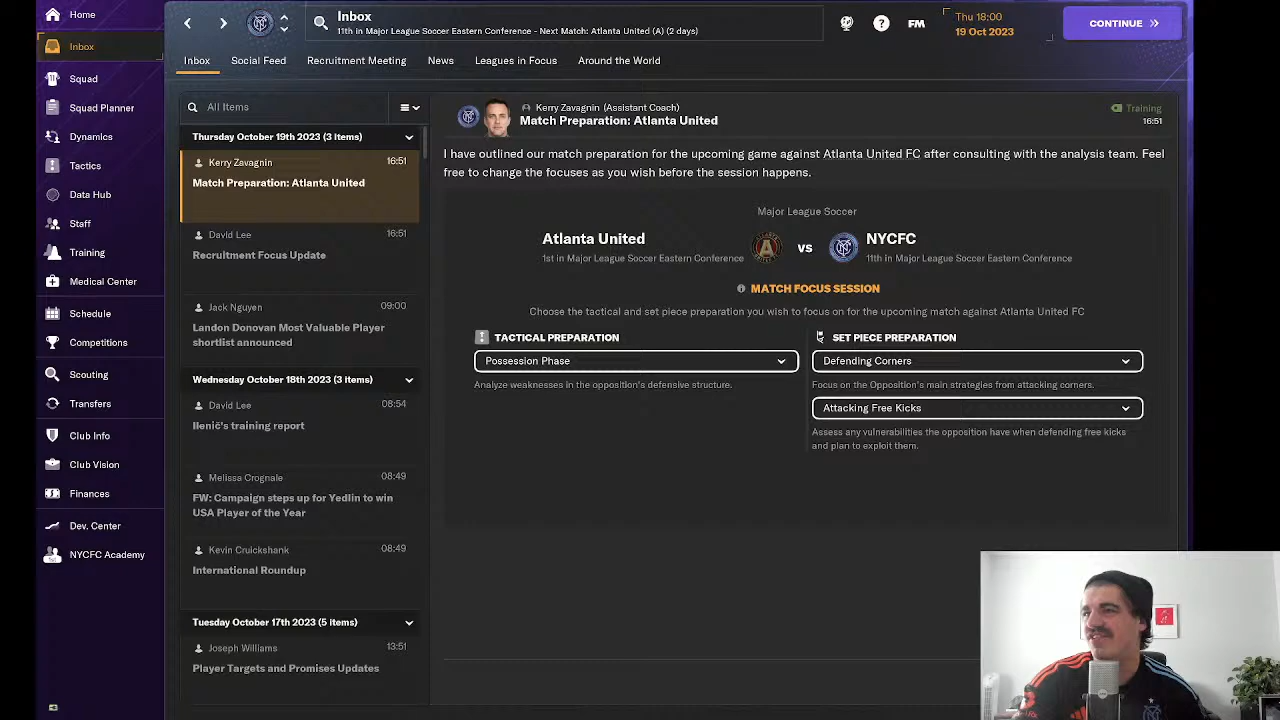 Home
Inbox
Squad
Squad Planner
Dynamics
Tactics
Data Hub
Staff
Training
Medical Center
Schedule
Competitions
Scouting
Transfers
Club Info
Club Vision
Finances
Dev. Center
NYCFC Academy
Inbox
11th in Major League Soccer Eastern Conference - Next Match: Atlanta United (A) (2 days)
?
FM
Thu 18:00
19 Oct 2023
CONTINUE
Inbox
Social Feed
Recruitment Meeting
News
Leagues in Focus
Around the World
All Items
Thursday October 19th 2023 (3 items)
Kerry Zavagnin
16:51
Match Preparation: Atlanta United
David Lee
16:51
Recruitment Focus Update
Jack Nguyen
09:00
Landon Donovan Most Valuable Player
shortlist announced
Wednesday October 18th 2023 (3 items)
David Lee
08:54
Ilenič's training report
Melissa Crognale
08:49
FW: Campaign steps up for Yedlin to win
USA Player of the Year
Kevin Cruickshank
08:49
International Roundup
Tuesday October 17th 2023 (5 items)
Joseph Williams
13:51
Player Targets and Promises Updates
Kerry Zavagnin (Assistant Coach)
Match Preparation: Atlanta United
Training
16:51
I have outlined our match preparation for the upcoming game against Atlanta United FC after consulting with the analysis team. Feel
free to change the focuses as you wish before the session happens.
Major League Soccer
Atlanta United
1st in Major League Soccer Eastern Conference
vs
NYCFC
11th in Major League Soccer Eastern Conference
MATCH FOCUS SESSION
Choose the tactical and set piece preparation you wish to focus on for the upcoming match against Atlanta United FC
TACTICAL PREPARATION
Possession Phase
Analyze weaknesses in the opposition's defensive structure.
SET PIECE PREPARATION
Defending Corners
Focus on the Opposition's main strategies from attacking corners.
Attacking Free Kicks
Assess any vulnerabilities the opposition have when defending free kicks
and plan to exploit them.